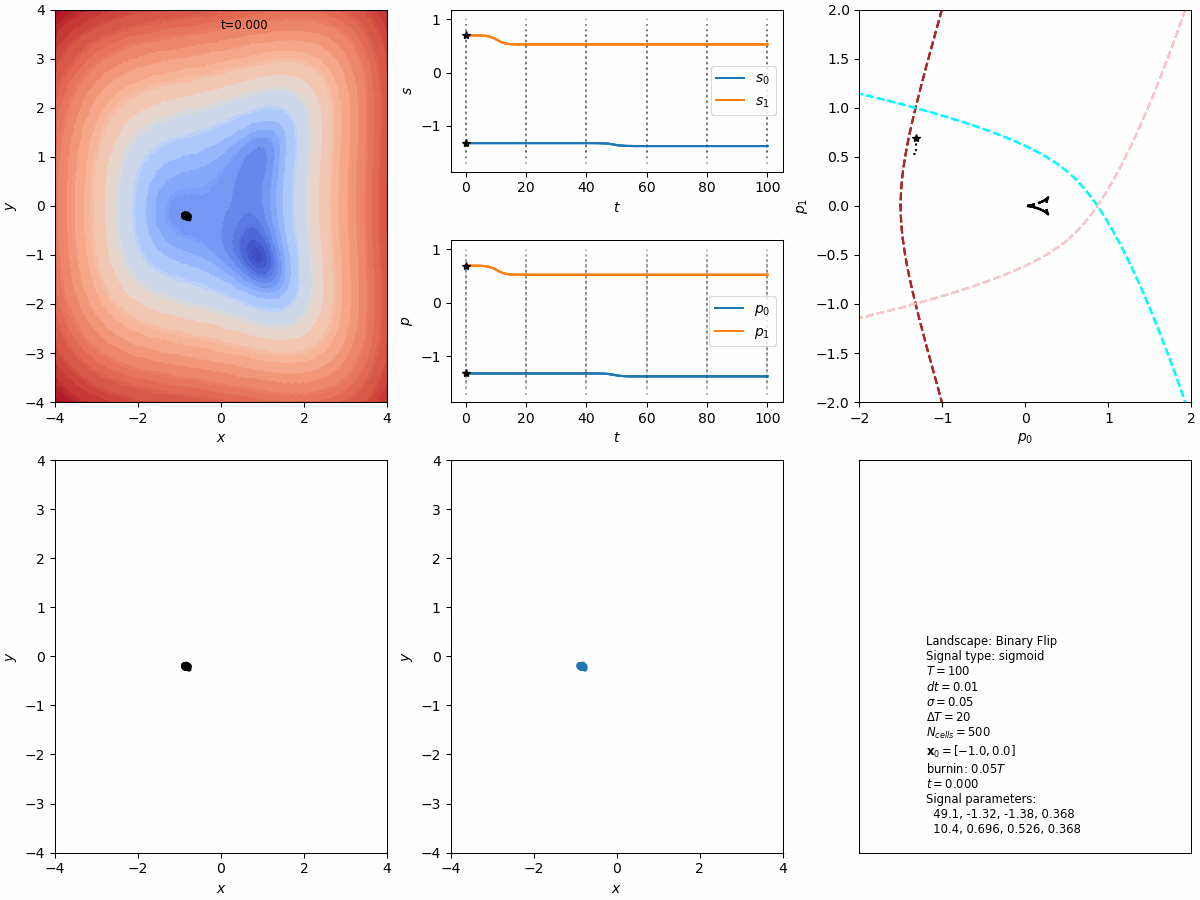 t=0.000
4
3
2
1
0
−1
−2
−3
−4
y
−4
−2
0
2
4
x
1
0
−1
s
s0
s1
0
20
40
60
80
100
t
1
0
−1
p
p0
p1
0
20
40
60
80
100
t
2.0
1.5
1.0
0.5
0.0
−0.5
−1.0
−1.5
−2.0
p1
−2
−1
0
1
2
p0
4
3
2
1
0
−1
−2
−3
−4
y
−4
−2
0
2
4
x
4
3
2
1
0
−1
−2
−3
−4
y
−4
−2
0
2
4
x
Landscape: Binary Flip
Signal type: sigmoid
T = 100
dt = 0.01
σ = 0.05
ΔT = 20
Ncells = 500
x0 = [−1.0, 0.0]
burnin: 0.05T
t = 0.000
Signal parameters:
49.1, -1.32, -1.38, 0.368
10.4, 0.696, 0.526, 0.368